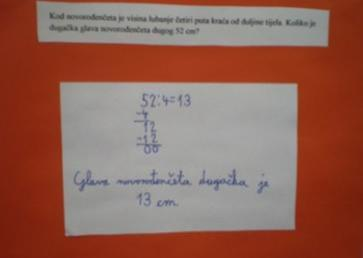 Kod novorođenčeta je visina lubanje četiri puta kraća od duljine tijela. Koliko je
dugačka glava novorođenčeta dugog 52 cm?
52:4=13
-4
12
-12
00
Glava novorođenčeta dugačka je
13 cm